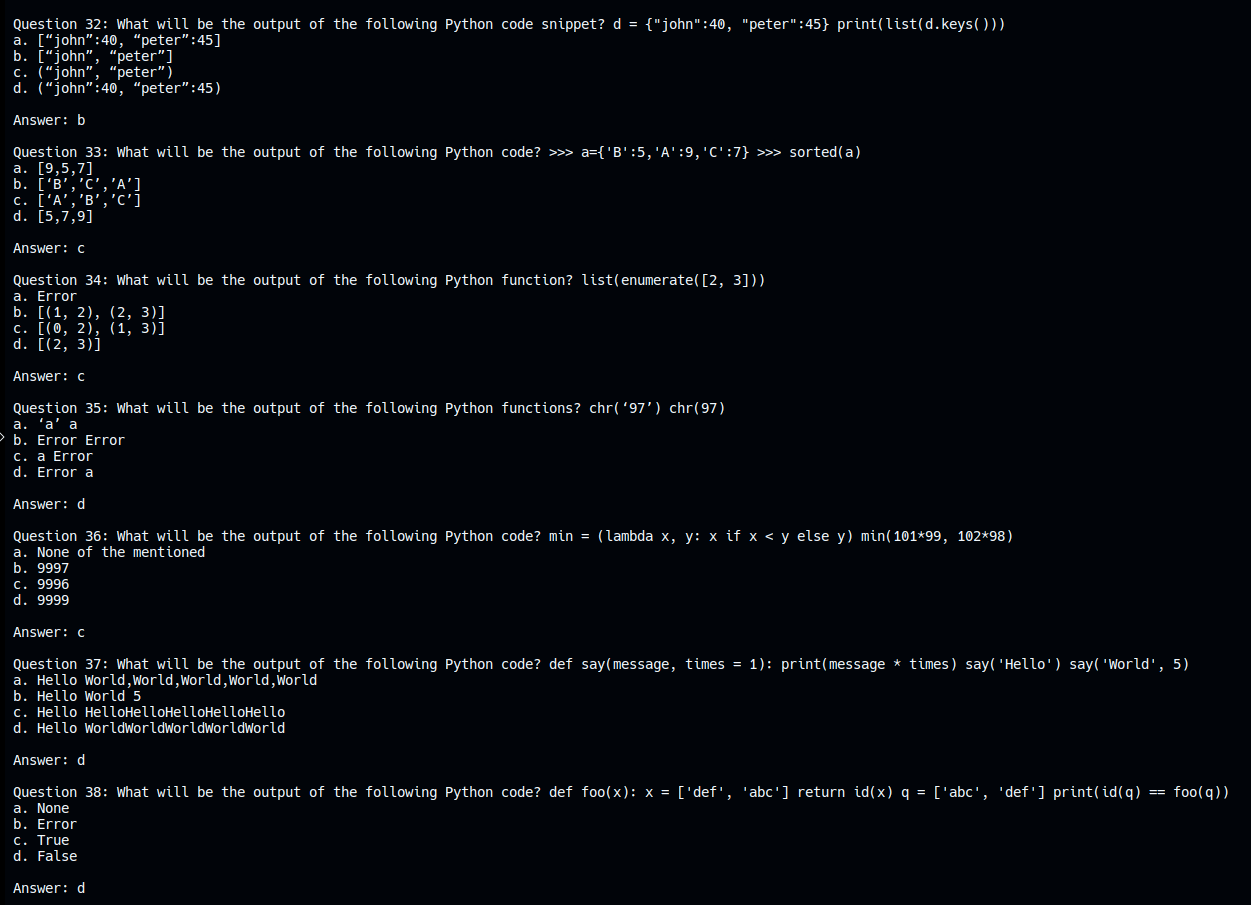 Question 32: What will be the output of the following Python code snippet? d = {"john":40, "peter":45} print(list(d.keys()))
a. [“john”:40, “peter”:45]
b. [“john”, “peter”]
c. (“john”, “peter”)
d. (“john”:40, “peter”:45)
Answer: b
Question 33: What will be the output of the following Python code? >>> a={'B':5,'A':9,'C':7} >>> sorted(a)
a. [9,5,7]
b. [‘B’,’C’,’A’]
c. [‘A’,’B’,’C’]
d. [5,7,9]
Answer: c
Question 34: What will be the output of the following Python function? list(enumerate([2, 3]))
a. Error
b. [(1, 2), (2, 3)]
c. [(0, 2), (1, 3)]
d. [(2, 3)]
Answer: c
Question 35: What will be the output of the following Python functions? chr(‘97’) chr(97)
a. ‘a’ a
b. Error Error
c. a Error
d. Error a
Answer: d
Question 36: What will be the output of the following Python code? min = (lambda x, y: x if x < y else y) min(101*99, 102*98)
a. None of the mentioned
b. 9997
c. 9996
d. 9999
Answer: c
Question 37: What will be the output of the following Python code? def say(message, times = 1): print(message * times) say('Hello') say('World', 5)
a. Hello World,World,World,World,World
b. Hello World 5
c. Hello HelloHelloHelloHelloHello
d. Hello WorldWorldWorldWorldWorld
Answer: d
Question 38: What will be the output of the following Python code? def foo(x): x = ['def', 'abc'] return id(x) q = ['abc', 'def'] print(id(q) == foo(q))
a. None
b. Error
c. True
d. False
Answer: d